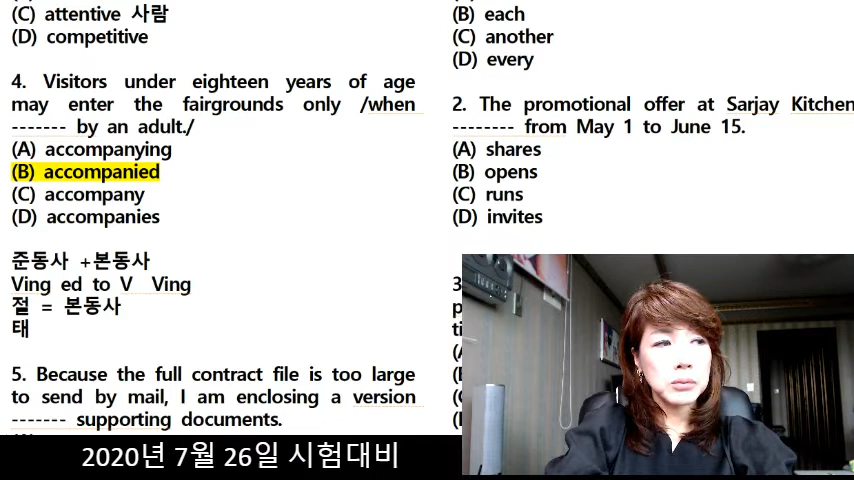 (C) attentive 사람
(D) competitive
4. Visitors under eighteen years of age
may enter the fairgrounds only /when
------- by an adult./
(A) accompanying
(B) accompanied
(C) accompany
(D) accompanies
준동사 +본동사
Ving ed to V Ving
절 = 본동사
태
5. Because the full contract file is too large
to send by mail, I am enclosing a version
------- supporting documents.
(B) each
(C) another
(D) every
2. The promotional offer at Sarjay Kitchen
-------- from May 1 to June 15.
(A) shares
(B) opens
(C) runs
(D) invites
3
p
ti
2020년 7월 26일 시험대비